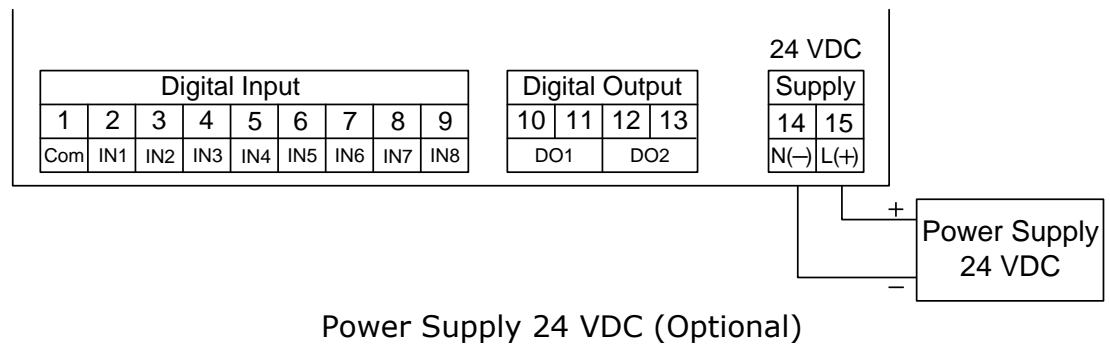 24 VDC
Digital Input Digital Output Supply
1 2 3 4 5 6 7 8 9 10 11 12 13 14 15
Com IN1 IN2 IN3 IN4 IN5 IN6 IN7 IN8 DO1 DO2 N(−) L(+)
+
Power Supply
24 VDC
−
Power Supply 24 VDC (Optional)